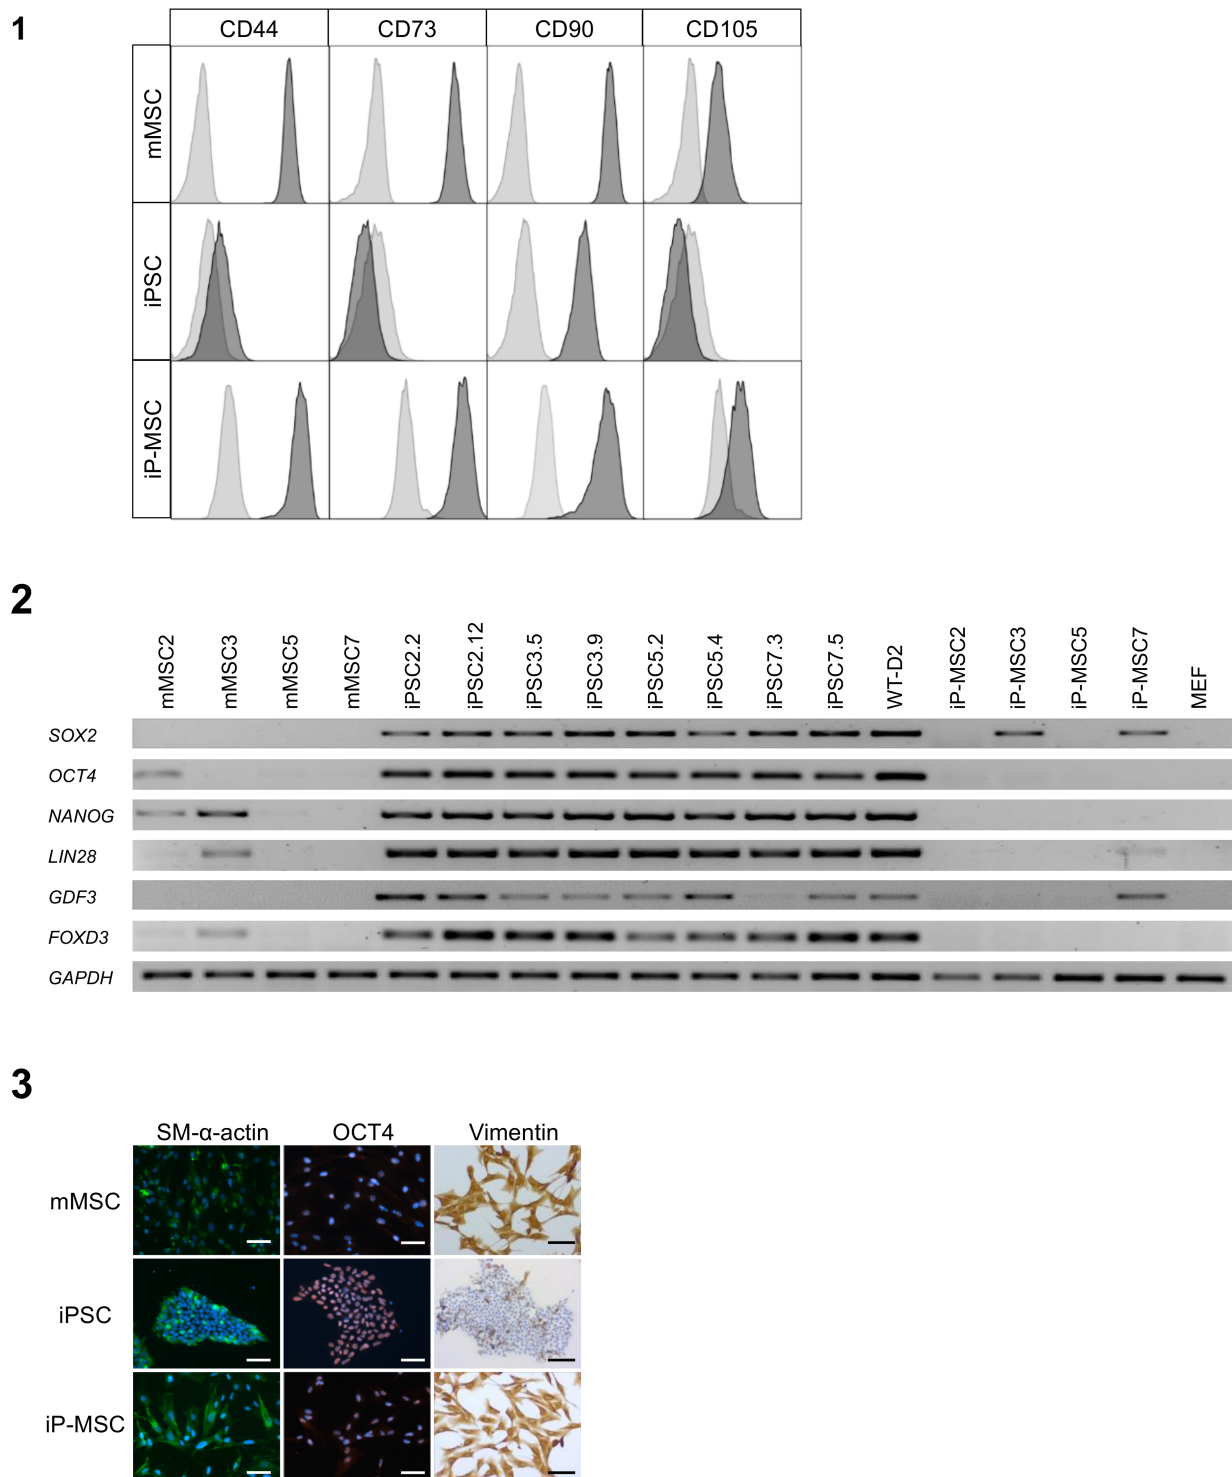 1
CD44 CD73 CD90 CD105
mMSC
iPSC
iP-MSC
2
mMSC2 mMSC3 mMSC5 mMSC7 iPSC2.2 iPSC2.12 iPSC3.5 iPSC3.9 iPSC5.2 iPSC5.4 iPSC7.3 iPSC7.5 WT-D2 iP-MSC2 iP-MSC3 iP-MSC5 iP-MSC7 MEF
SOX2
OCT4
NANOG
LIN28
GDF3
FOXD3
GAPDH
3
SM-α-actin OCT4 Vimentin
mMSC
iPSC
iP-MSC